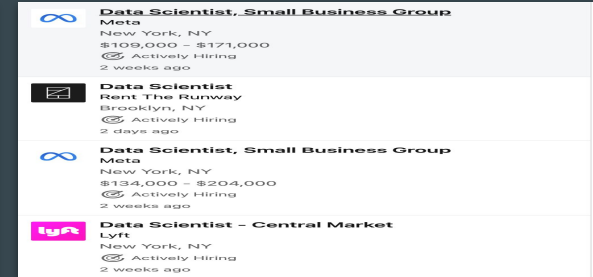 Data Scientist, Small Business Group
Meta
New York, NY
$109,000 - $171,000
Actively Hiring
2 weeks ago
Data Scientist
Rent The Runway
Brooklyn, NY
Actively Hiring
2 days ago
Data Scientist, Small Business Group
Meta
New York, NY
$134,000 - $204,000
Actively Hiring
2 weeks ago
lyft
Data Scientist - Central Market
Lyft
New York, NY
Actively Hiring
2 weeks ago